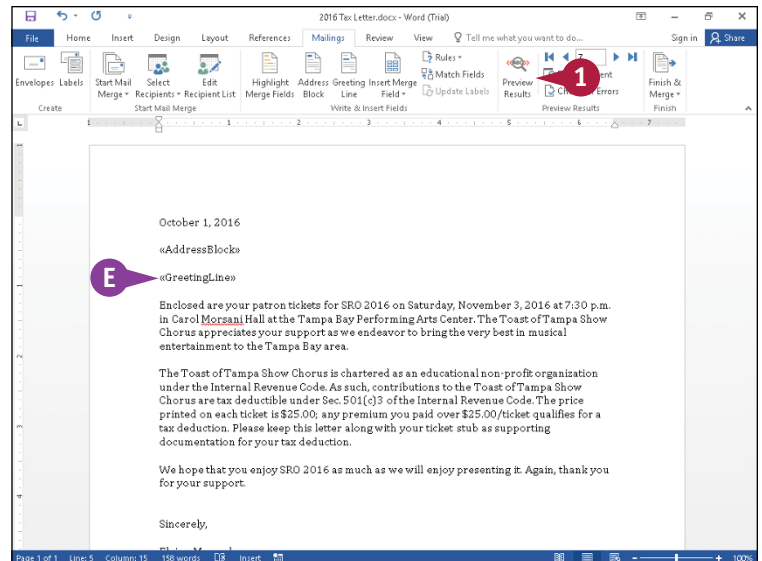 2016 Tax Letter.docx - Word (Trial)
File Home Insert Design Layout References Mailings Review View Tell me what you want to do... Sign in Share
Envelopes Labels
Create
Start Mail Merge Select Recipients Edit Recipient List
Start Mail Merge
Highlight Merge Fields Address Block Greeting Line Insert Merge Field
Rules
Match Fields
Update Labels
Write & Insert Fields
Preview Results
7
1
Errors
Preview Results
Finish & Merge
Finish
L
1 1 2 3 4 5 6 7
October 1, 2016
«AddressBlock»
E
«GreetingLine»
Enclosed are your patron tickets for SRO 2016 on Saturday, November 3, 2016 at 7:30 p.m.
in Carol Morsani Hall at the Tampa Bay Performing Arts Center. The Toast of Tampa Show
Chorus appreciates your support as we endeavor to bring the very best in musical
entertainment to the Tampa Bay area.
The Toast of Tampa Show Chorus is chartered as an educational non-profit organization
under the Internal Revenue Code. As such, contributions to the Toast of Tampa Show
Chorus are tax deductible under Sec. 501(c)3 of the Internal Revenue Code. The price
printed on each ticket is $25.00; any premium you paid over $25.00/ticket qualifies for a
tax deduction. Please keep this letter along with your ticket stub as supporting
documentation for your tax deduction.
We hope that you enjoy SRO 2016 as much as we will enjoy presenting it. Again, thank you
for your support.
Sincerely,
Page 1 of 1 Line: 5 Column: 15 158 words Insert 100%